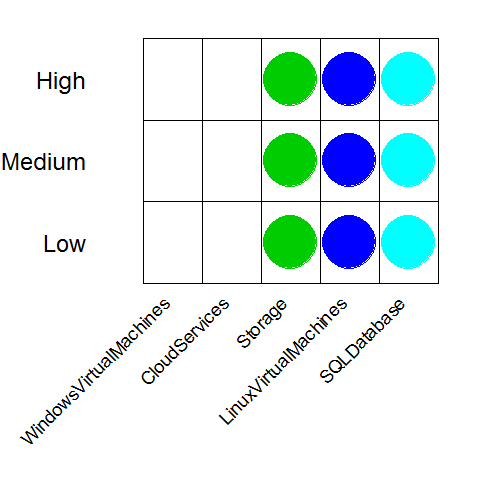 High
Medium
Low
WindowsVirtualMachines
CloudServices
Storage
LinuxVirtualMachines
SQLDatabase